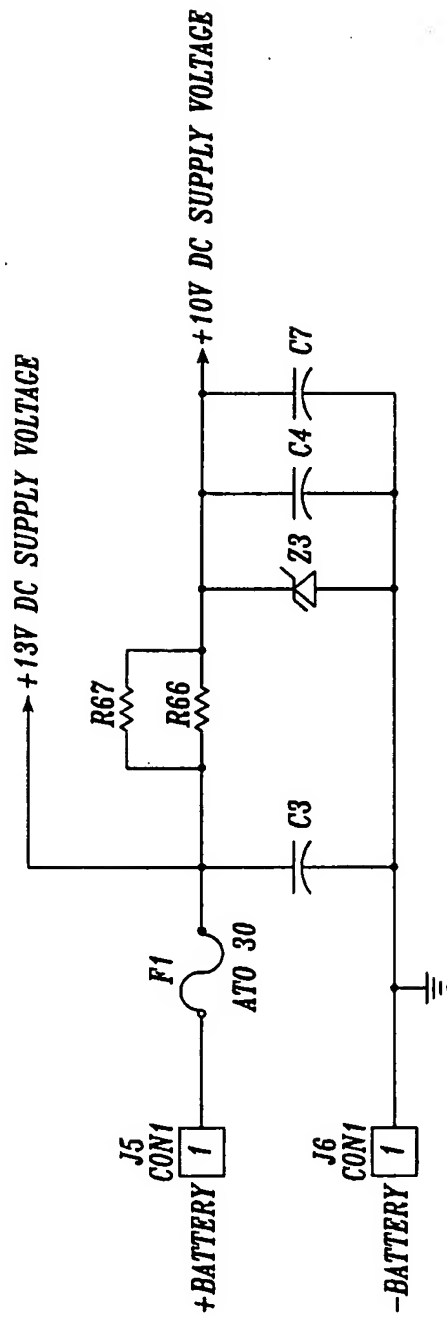 +13V DC SUPPLY VOLTAGE
+10V DC SUPPLY VOLTAGE
R67
R66
F1
ATO 30
C3
Z3
C4
C7
J5
CON1
1
+BATTERY
J6
CON1
1
-BATTERY